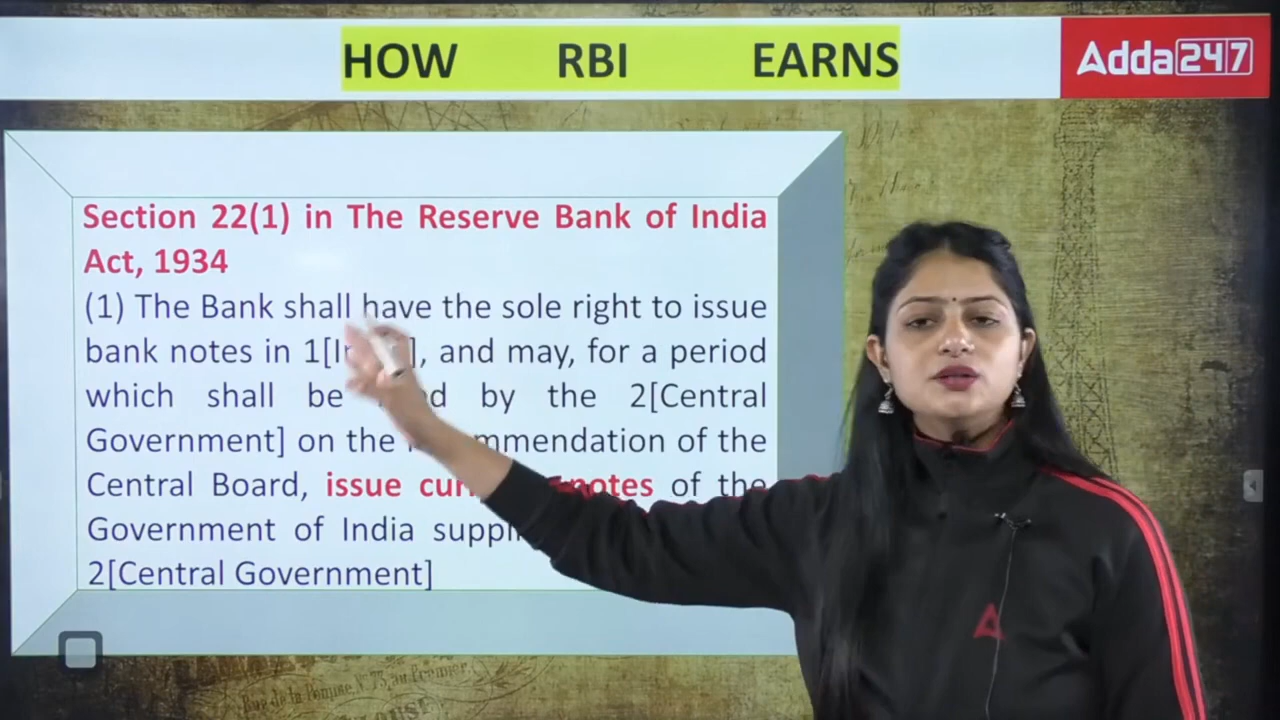 HOW RBI EARNS
Adda247
Section 22(1) in The Reserve Bank of India
Act, 1934
(1) The Bank shall have the sole right to issue
bank notes in 1[ ], and may, for a period
which shall be by the 2[Central
Government] on the of the
Central Board, issue notes of the
Government of India
2[Central Government]